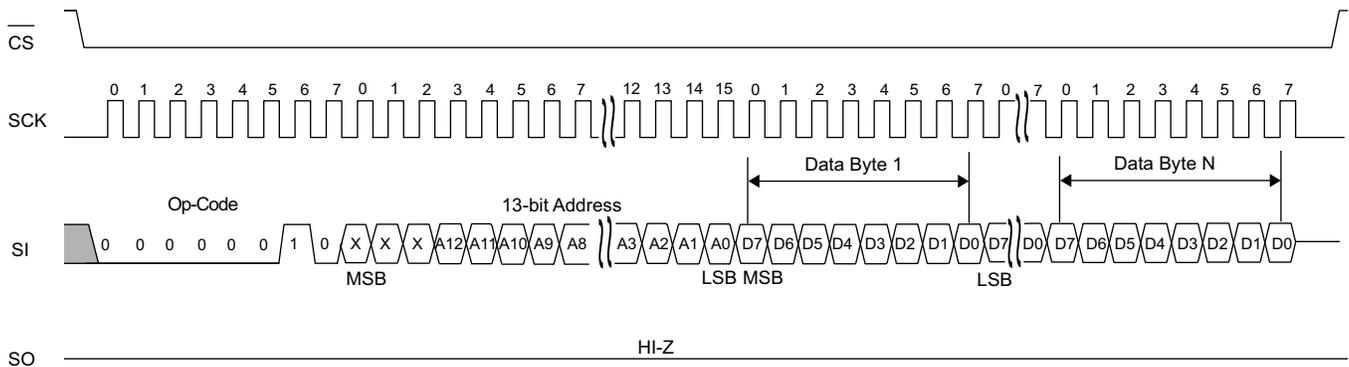 CS
0 1 2 3 4 5 6 7 0 1 2 3 4 5 6 7 12 13 14 15 0 1 2 3 4 5 6 7 0 7 0 1 2 3 4 5 6 7
SCK
Data Byte 1 Data Byte N
Op-Code 13-bit Address
SI 0 0 0 0 0 0 1 0 X X X A12 A11 A10 A9 A8 A3 A2 A1 A0 D7 D6 D5 D4 D3 D2 D1 D0 D7 D0 D7 D6 D5 D4 D3 D2 D1 D0
MSB LSB MSB LSB
HI-Z
SO